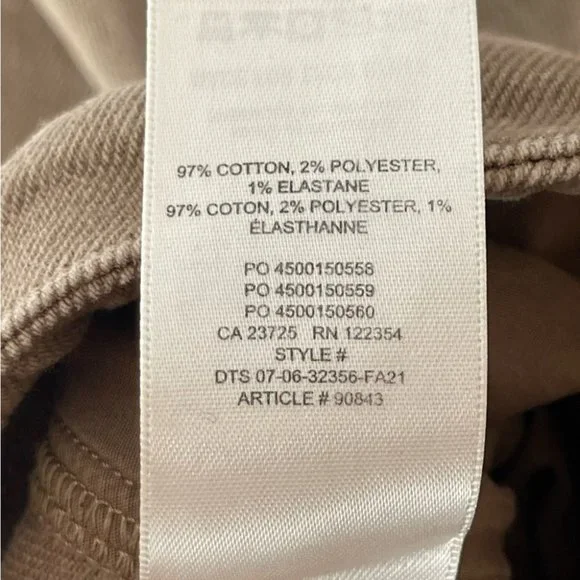 97% COTTON, 2% POLYESTER,
1% ELASTANE
97% COTON, 2% POLYESTER, 1%
ÉLASTHANNE
PO 4500150558
PO 4500150559
PO 4500150560
CA 23725 RN 122354
STYLE #
DTS 07-06-32356-FA21
ARTICLE # 90843